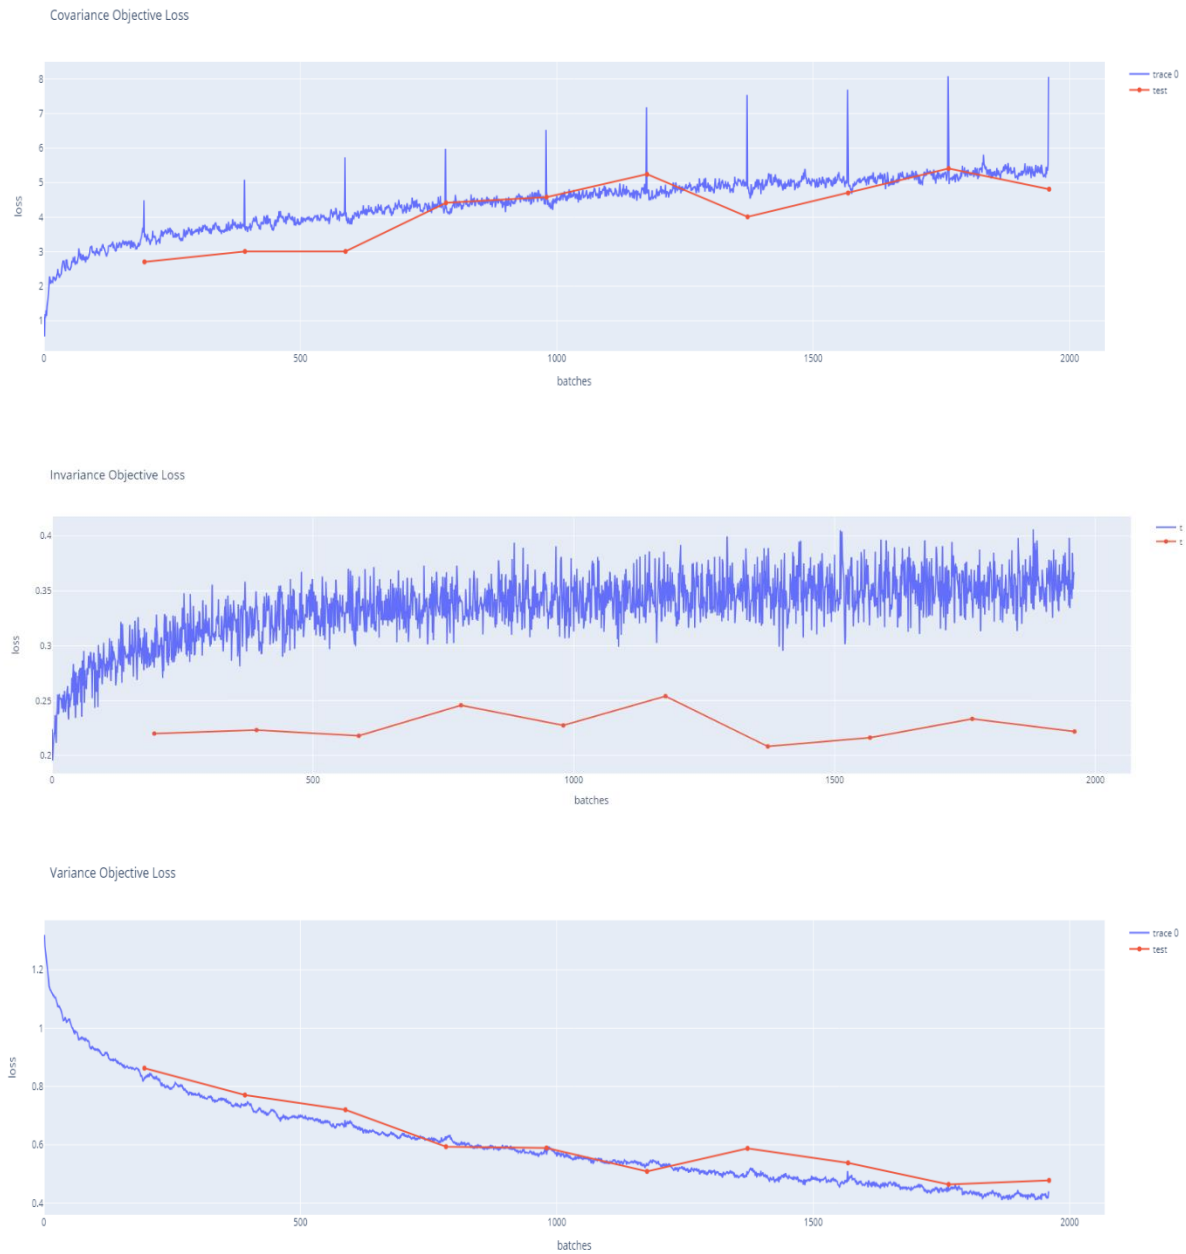 Covariance Objective Loss
8
7
6
5
4
3
2
1
loss
0 500 1000 1500 2000
batches
trace 0
test
Invariance Objective Loss
0.4
0.35
0.3
0.25
0.2
loss
0 500 1000 1500 2000
batches
t
t
Variance Objective Loss
1.2
1
0.8
0.6
0.4
loss
0 500 1000 1500 2000
batches
trace 0
test